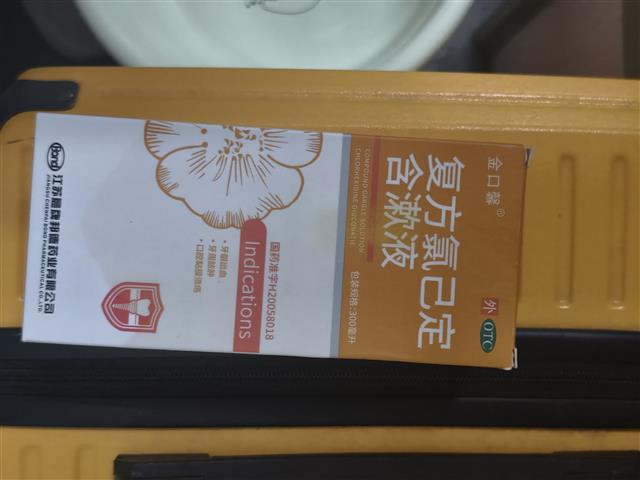 金口馨®
复方氯己定
含漱液
COMPOUND GARGLE SOLUTION
CHLORHEXIDINE GLUCONATE
包装规格:300毫升
外
OTC
国药准字H20058018
Indications
· 牙龈出血
· 牙周脓肿
· 口腔黏膜溃疡
Bond
江苏晨牌邦德药业有限公司
JIANGSU CHENPAI BOND PHARMACEUTICAL CO.,LTD.